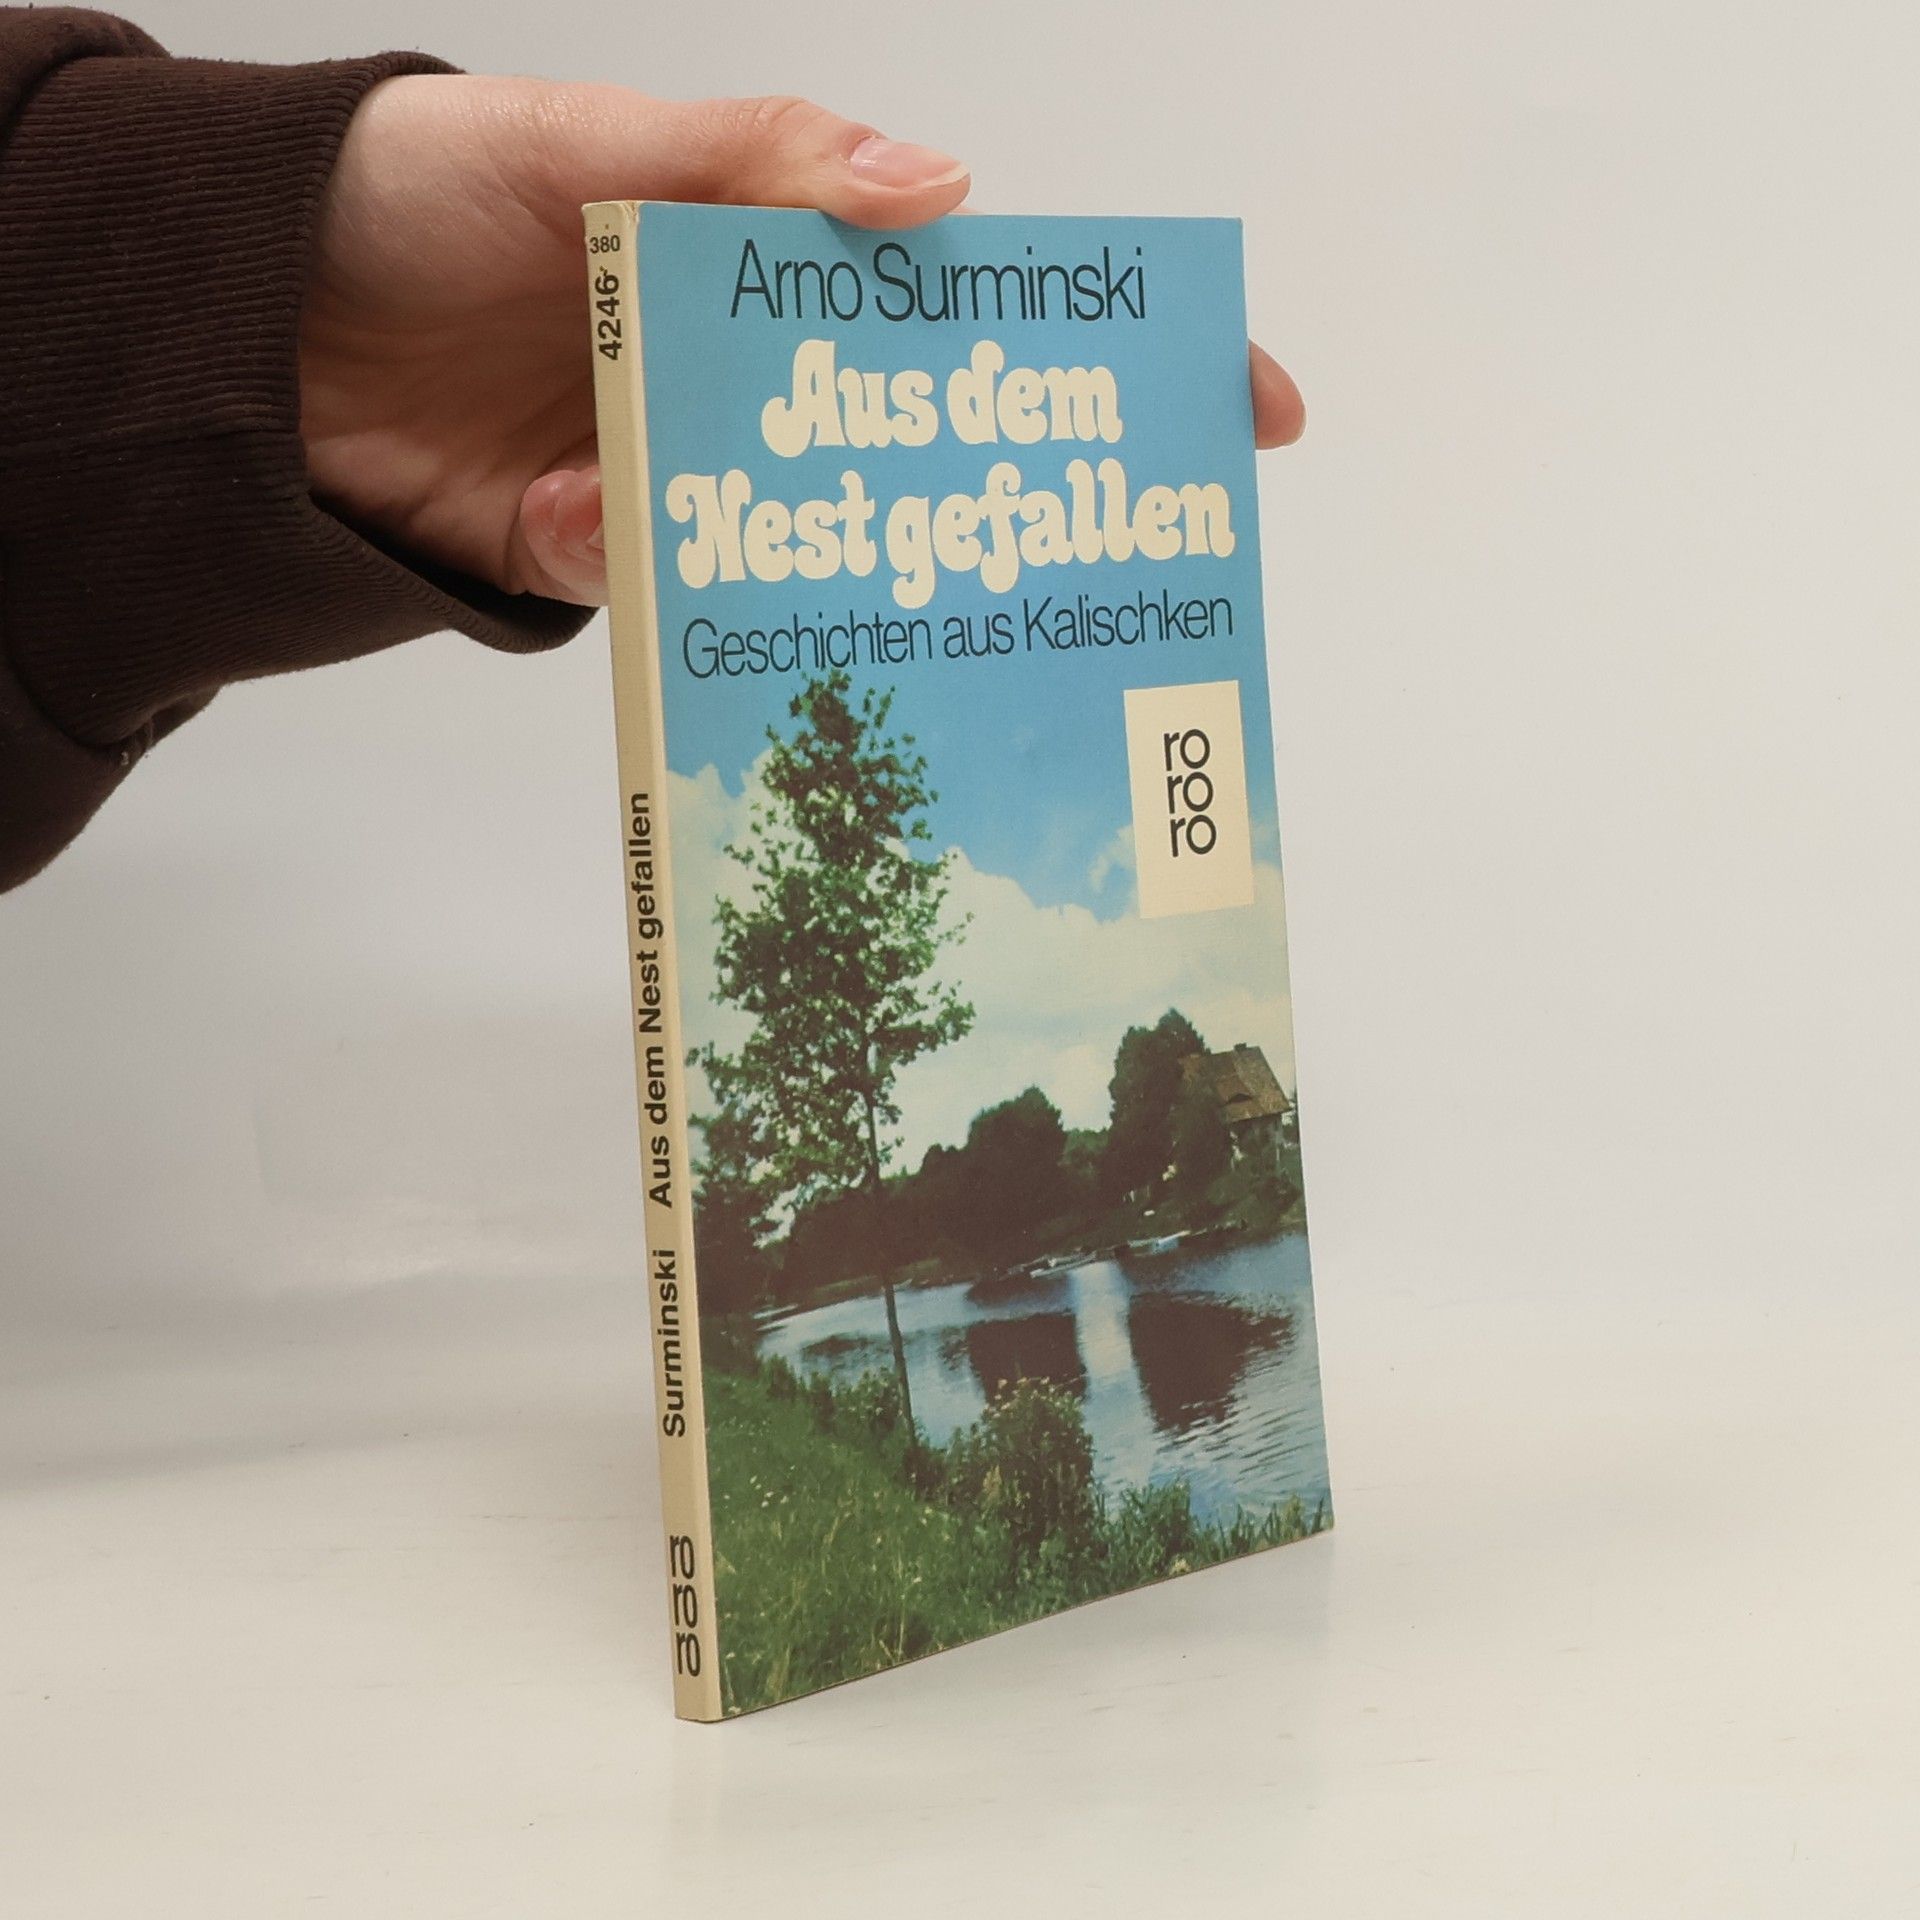 380
4246
Surminski Aus dem Nest gefallen
ro
ro
ro
Arno Surminski
Aus dem
Nest gefallen
Geschichten aus Kalischken
ro
ro
ro